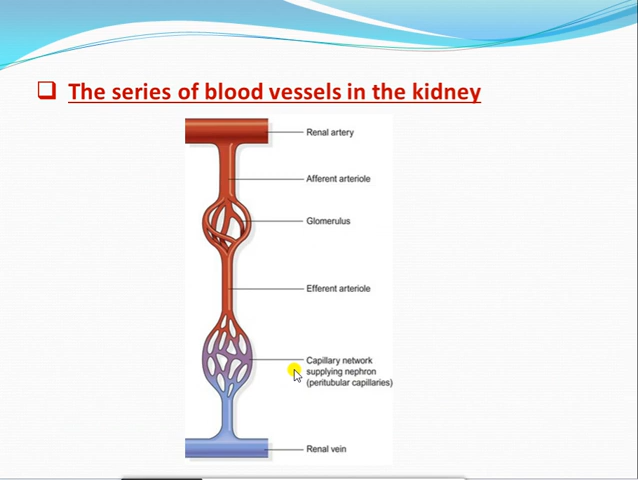 The series of blood vessels in the kidney
Renal artery
Afferent arteriole
Glomerulus
Efferent arteriole
Capillary network
supplying nephron
(peritubular capillaries)
Renal vein